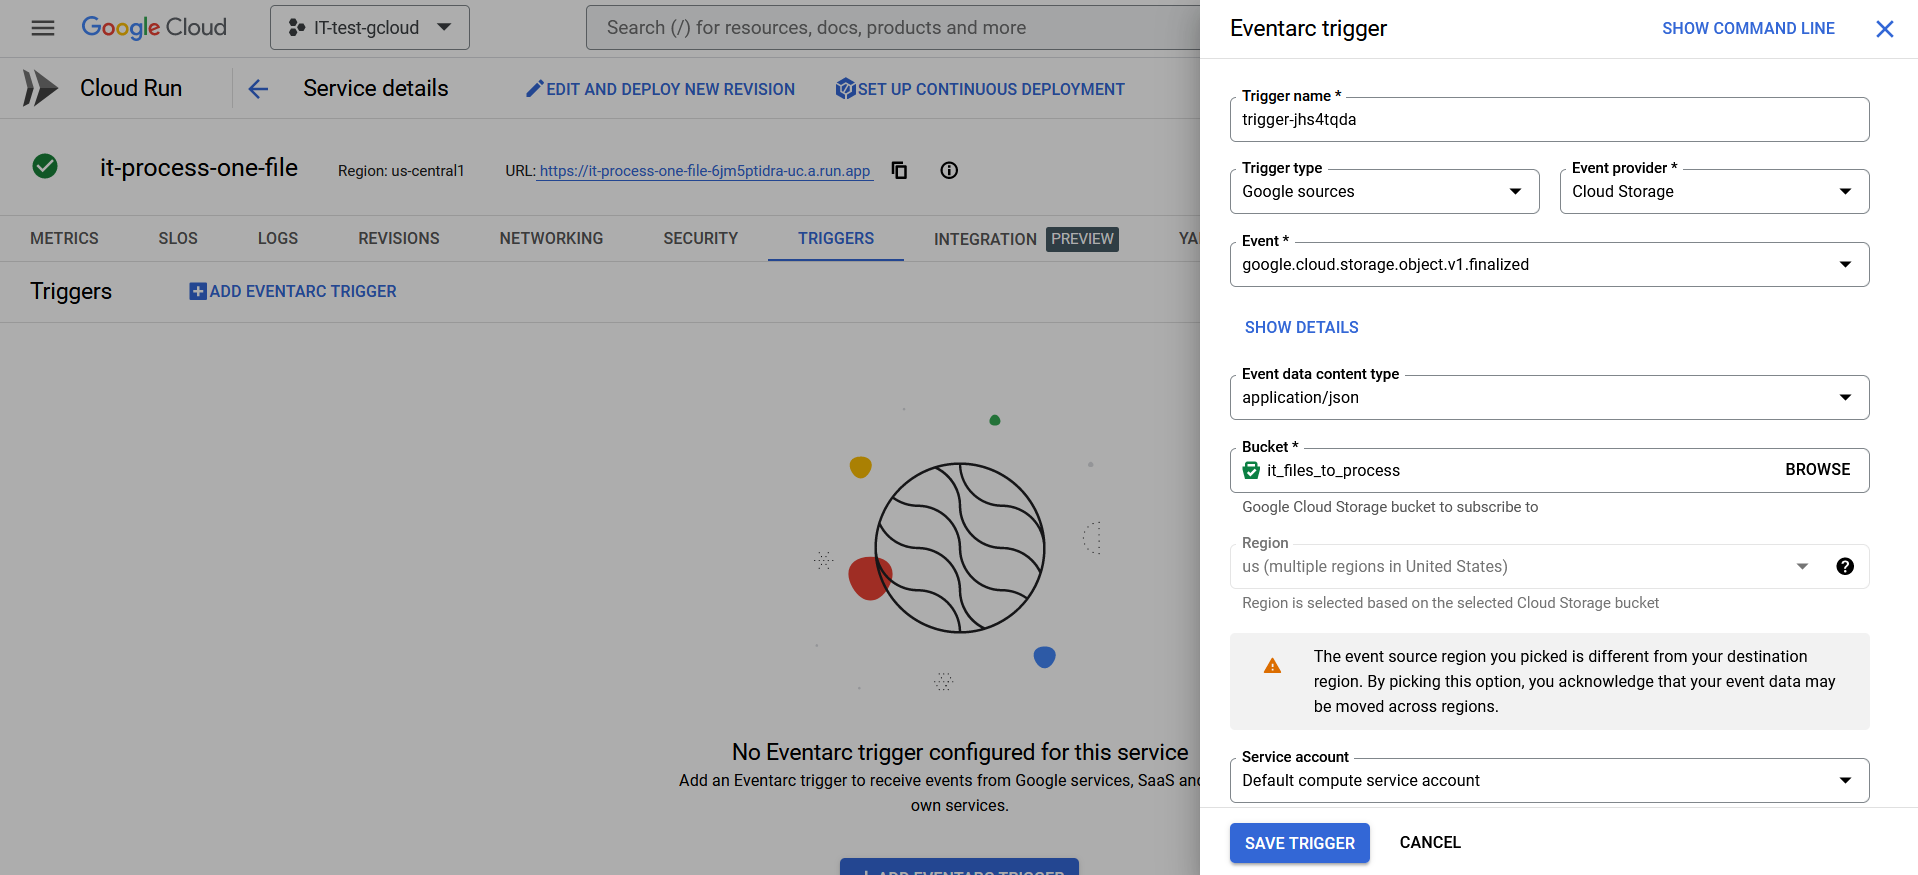 Google Cloud
IT-test-gcloud
Search (/) for resources, docs, products and more
Cloud Run
Service details
EDIT AND DEPLOY NEW REVISION
SET UP CONTINUOUS DEPLOYMENT
it-process-one-file
Region: us-central1
URL: https://it-process-one-file-6jm5ptidra-uc.a.run.app
METRICS
SLOS
LOGS
REVISIONS
NETWORKING
SECURITY
TRIGGERS
INTEGRATION PREVIEW
YA
Triggers
ADD EVENTARC TRIGGER
No Eventarc trigger configured for this service
Add an Eventarc trigger to receive events from Google services, SaaS and
own services.
ADD EVENTARC TRIGGER
Eventarc trigger
SHOW COMMAND LINE
Trigger name *
trigger-jhs4tqda
Trigger type
Google sources
Event provider *
Cloud Storage
Event *
google.cloud.storage.object.v1.finalized
SHOW DETAILS
Event data content type
application/json
Bucket *
it_files_to_process
BROWSE
Google Cloud Storage bucket to subscribe to
Region
us (multiple regions in United States)
Region is selected based on the selected Cloud Storage bucket
The event source region you picked is different from your destination
region. By picking this option, you acknowledge that your event data may
be moved across regions.
Service account
Default compute service account
SAVE TRIGGER
CANCEL